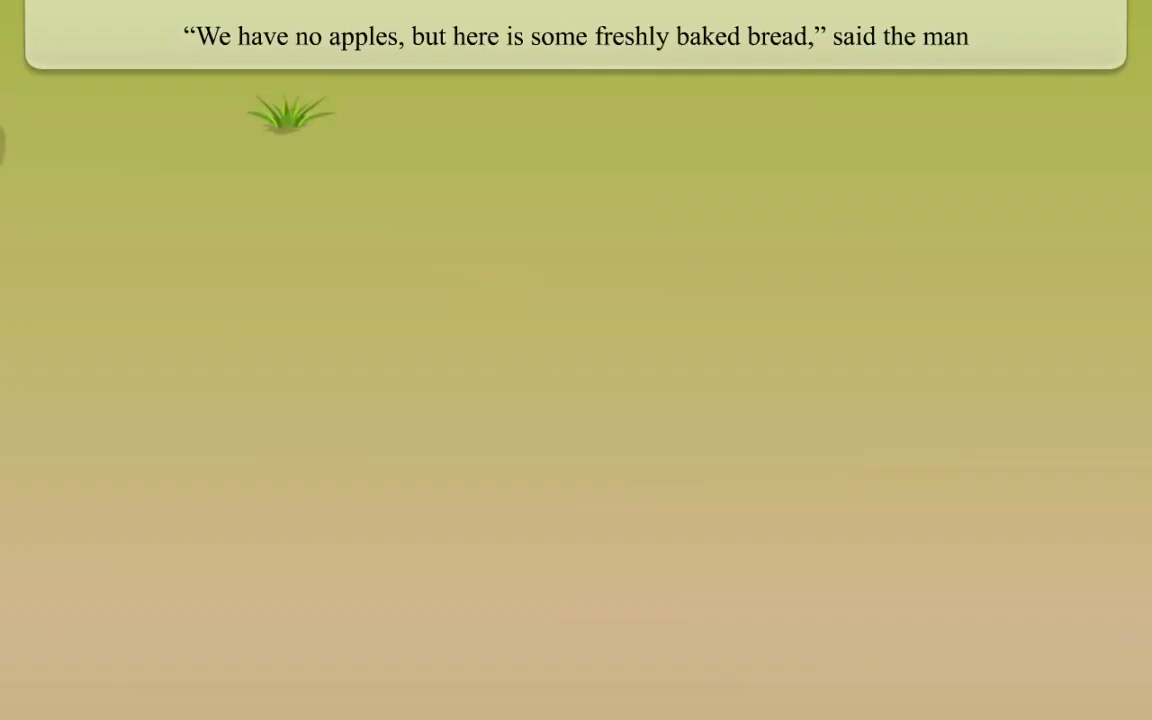 “We have no apples, but here is some freshly baked bread,” said the man